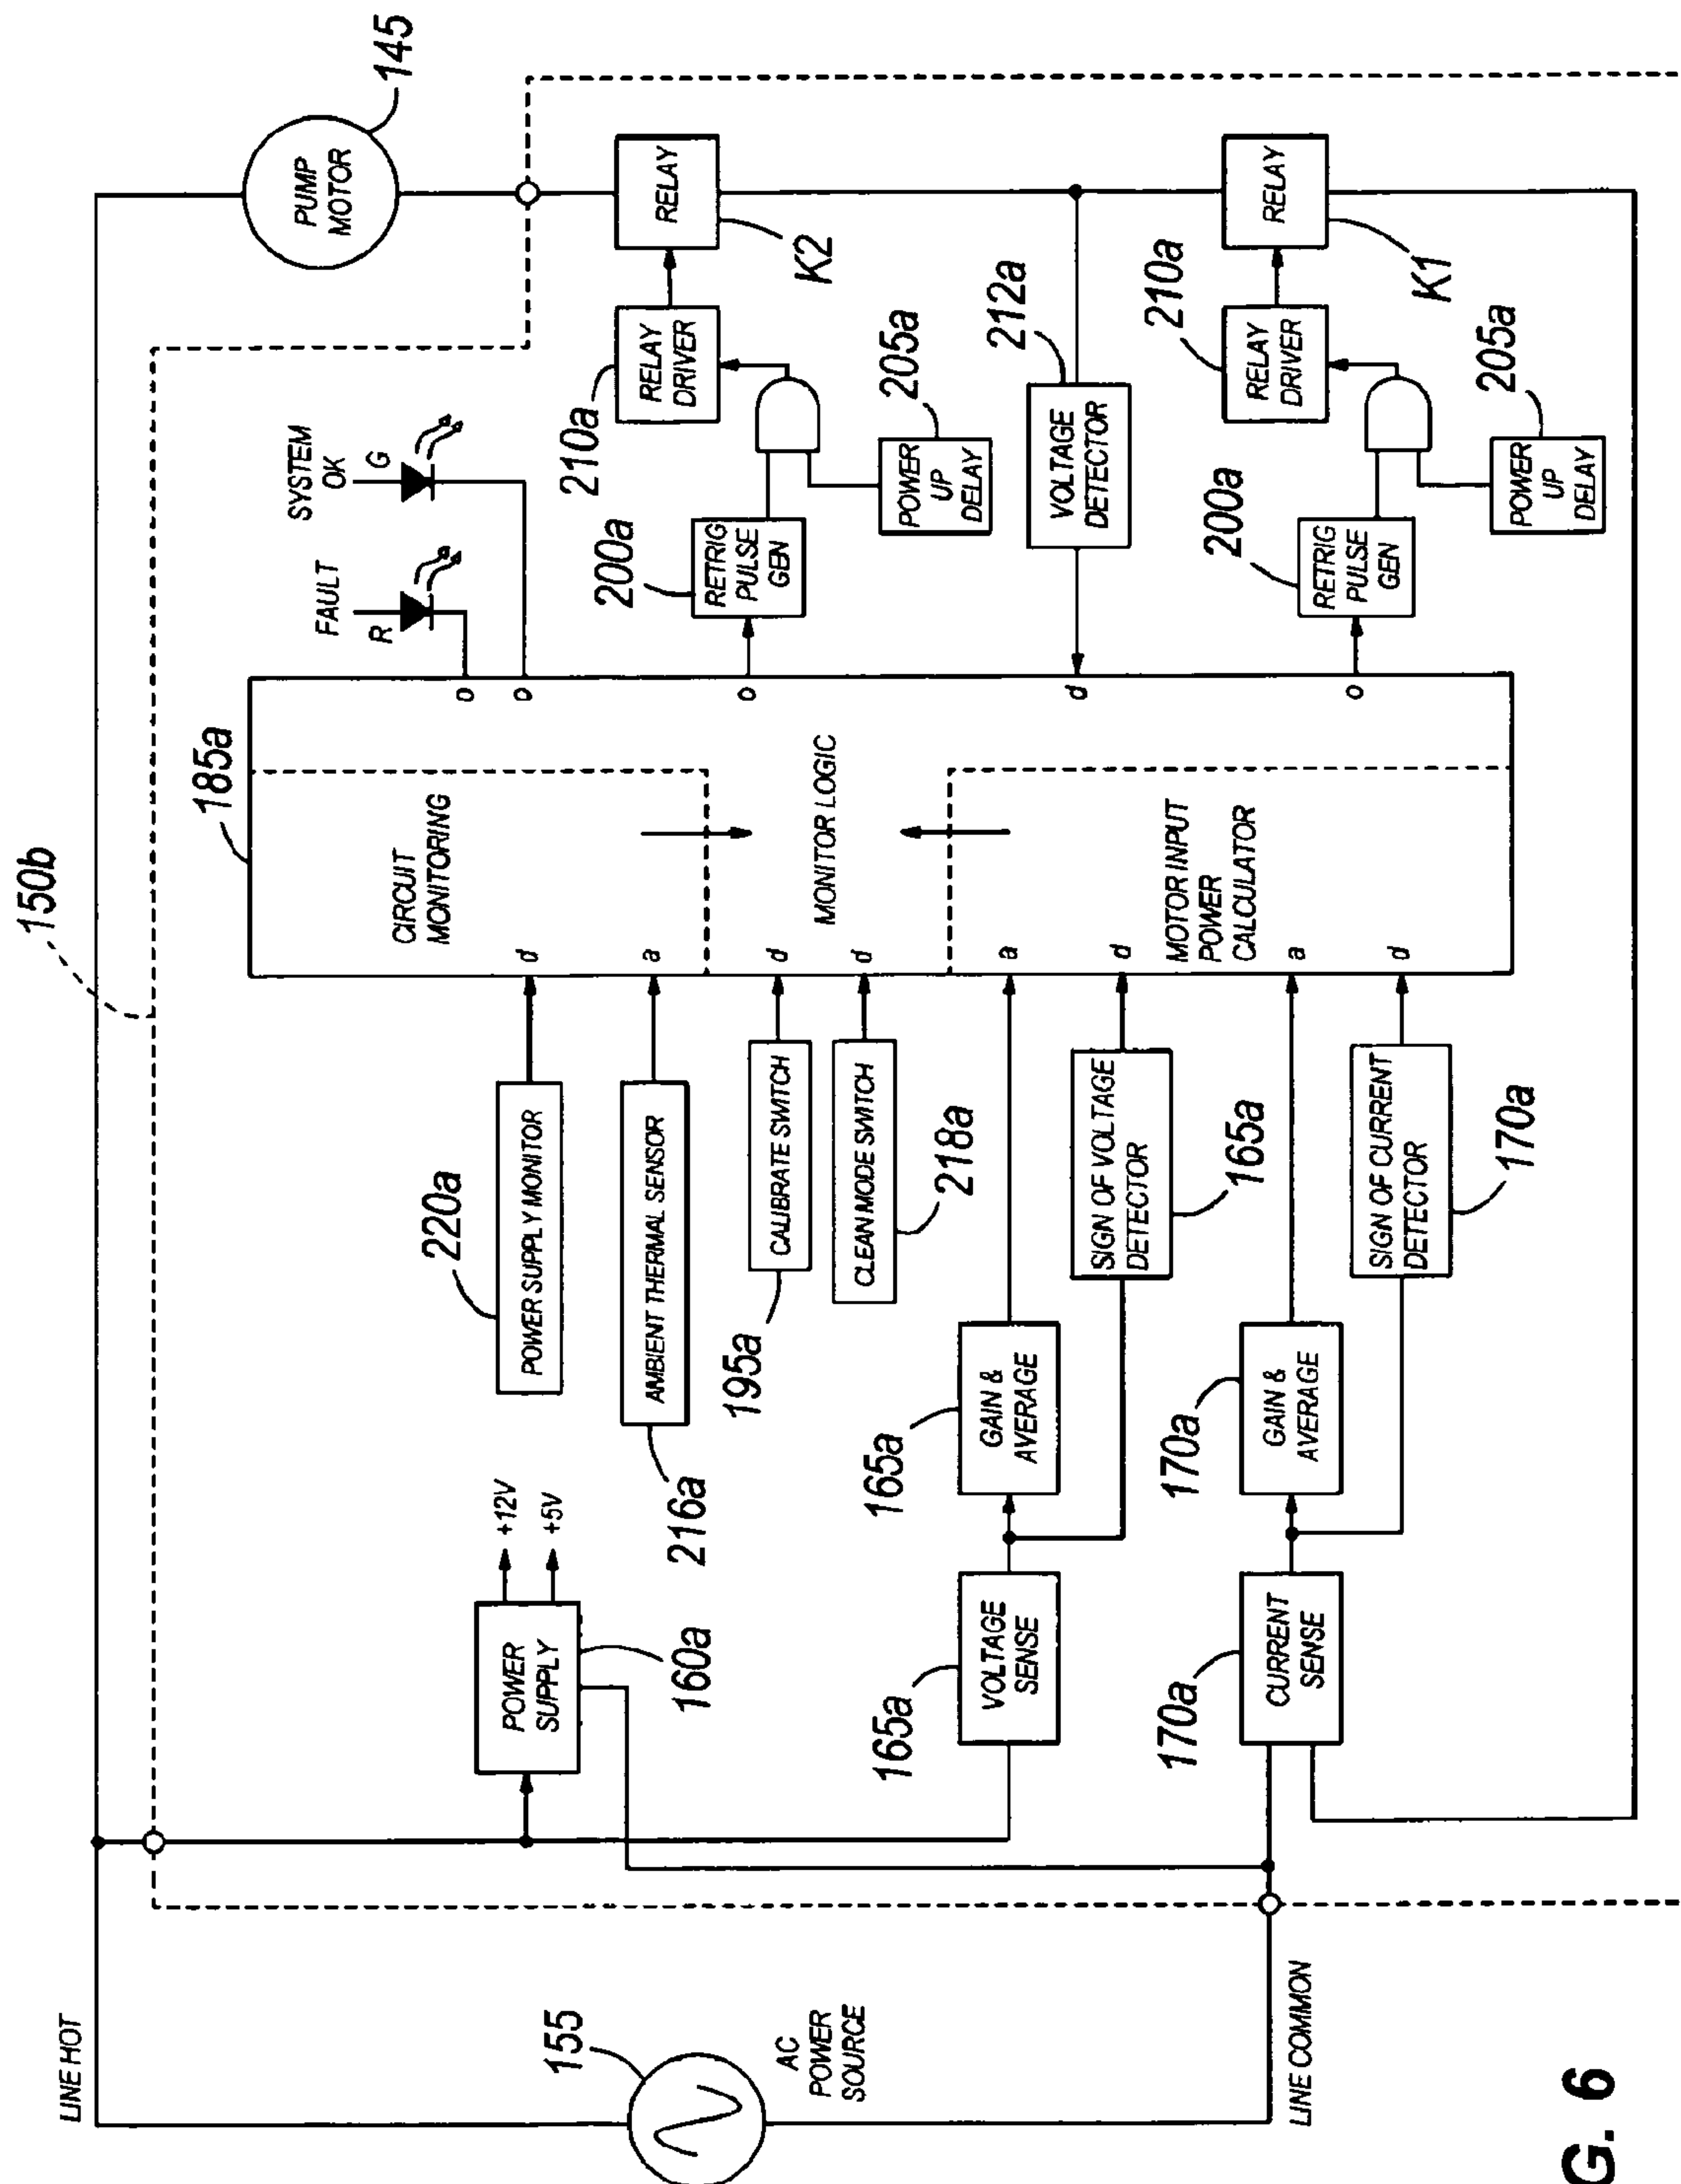 150b
LINE HOT
155
AC
POWER
SOURCE
LINE COMMON
POWER
SUPPLY
+12V
+5V
160a
220a
POWER SUPPLY MONITOR
AMBIENT THERMAL SENSOR
216a
195a
CALIBRATE SWITCH
CLEAN MODE SWITCH
218a
165a
VOLTAGE
SENSE
165a
GAIN &
AVERAGE
SIGN OF VOLTAGE
DETECTOR
165a
170a
CURRENT
SENSE
170a
GAIN &
AVERAGE
SIGN OF CURRENT
DETECTOR
170a
185a
CIRCUIT
MONITORING
d
a
MONITOR LOGIC
d
d
MOTOR INPUT
POWER
CALCULATOR
a
d
a
d
o
o
o
d
o
FAULT
R
SYSTEM
OK
G
PUMP
MOTOR
145
200a
RETRIG
PULSE
GEN
210a
RELAY
DRIVER
RELAY
K2
POWER
UP
DELAY
205a
VOLTAGE
DETECTOR
212a
200a
RETRIG
PULSE
GEN
210a
RELAY
DRIVER
RELAY
K1
POWER
UP
DELAY
205a
G. 6